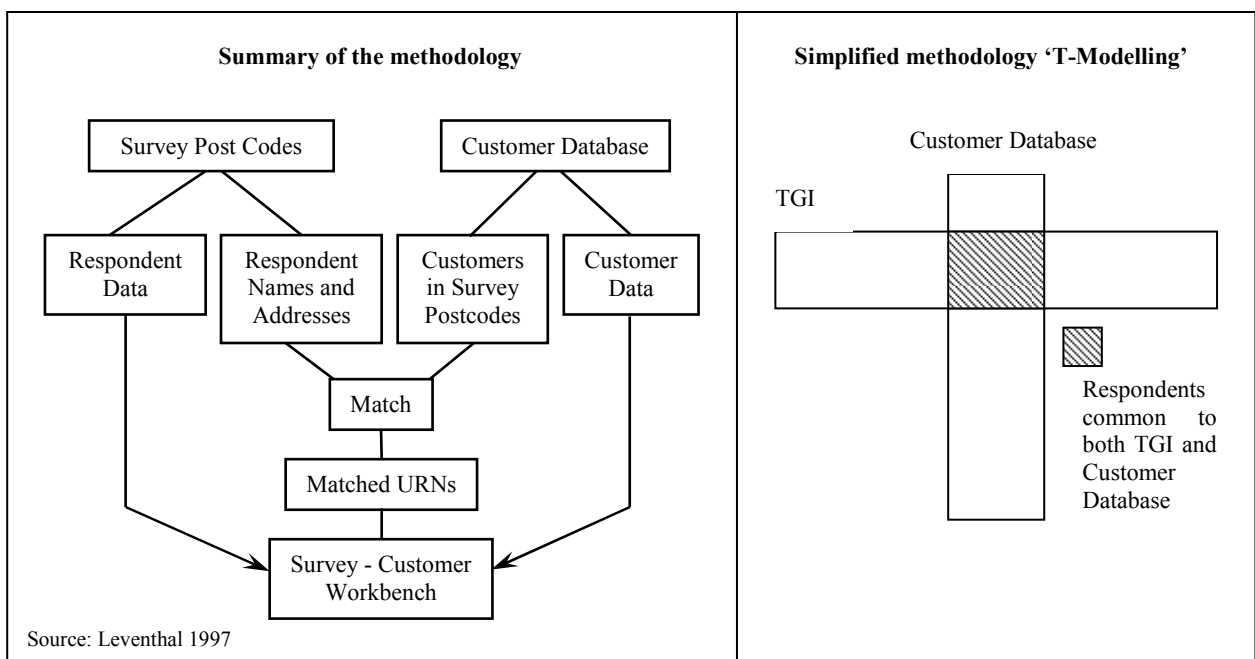 Summary of the methodology
Survey Post Codes
Customer Database
Respondent
Data
Respondent
Names and
Addresses
Customers
in Survey
Postcodes
Customer
Data
Match
Matched URNs
Survey - Customer
Workbench
Source: Leventhal 1997
Simplified methodology ‘T-Modelling’
Customer Database
TGI
Respondents
common to
both TGI and
Customer
Database